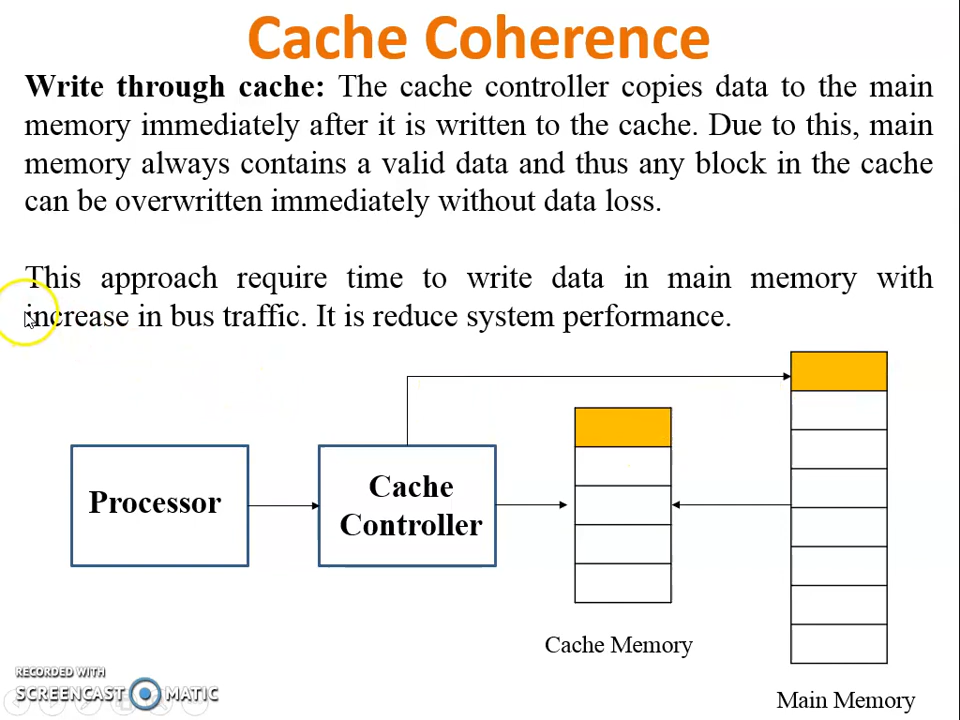 Cache Coherence
Write through cache: The cache controller copies data to the main
memory immediately after it is written to the cache. Due to this, main
memory always contains a valid data and thus any block in the cache
can be overwritten immediately without data loss.
This approach require time to write data in main memory with
increase in bus traffic. It is reduce system performance.
Processor
Cache
Controller
Cache Memory
Main Memory
RECORDED WITH
SCREENCAST MATIC